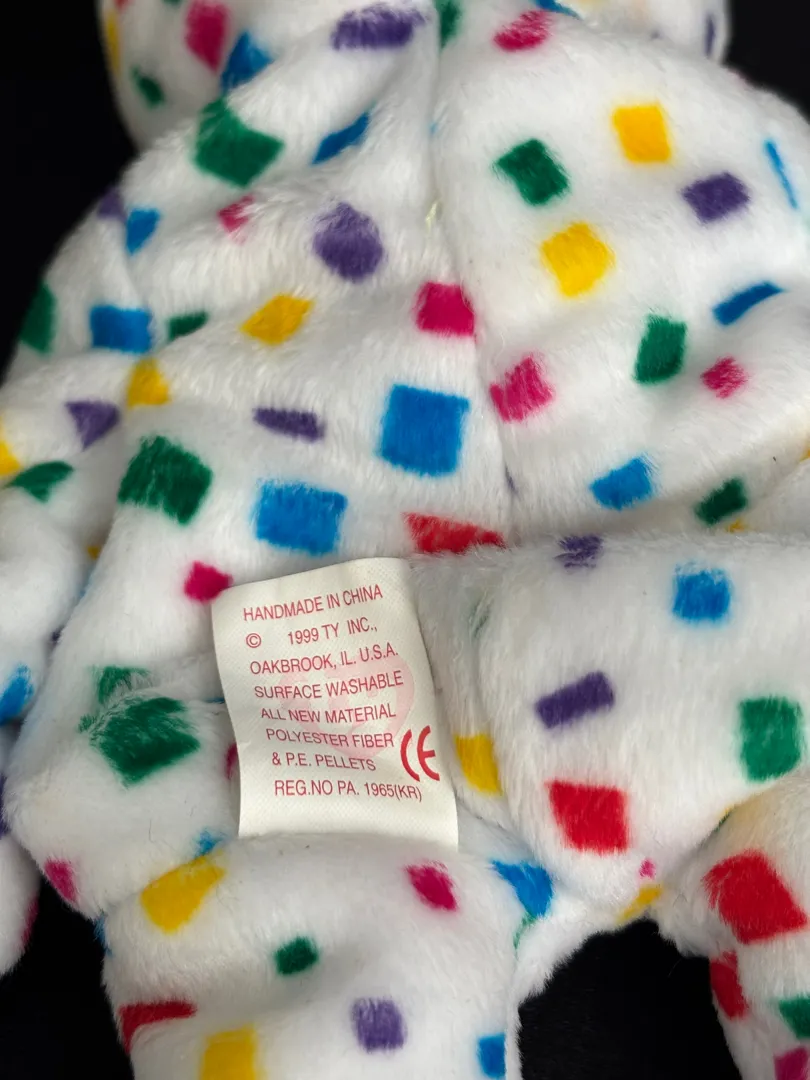 HANDMADE IN CHINA
© 1999 TY INC.,
OAKBROOK, IL. U.S.A.
SURFACE WASHABLE
ALL NEW MATERIAL
POLYESTER FIBER
& P.E. PELLETS CE
REG.NO PA. 1965(KR)